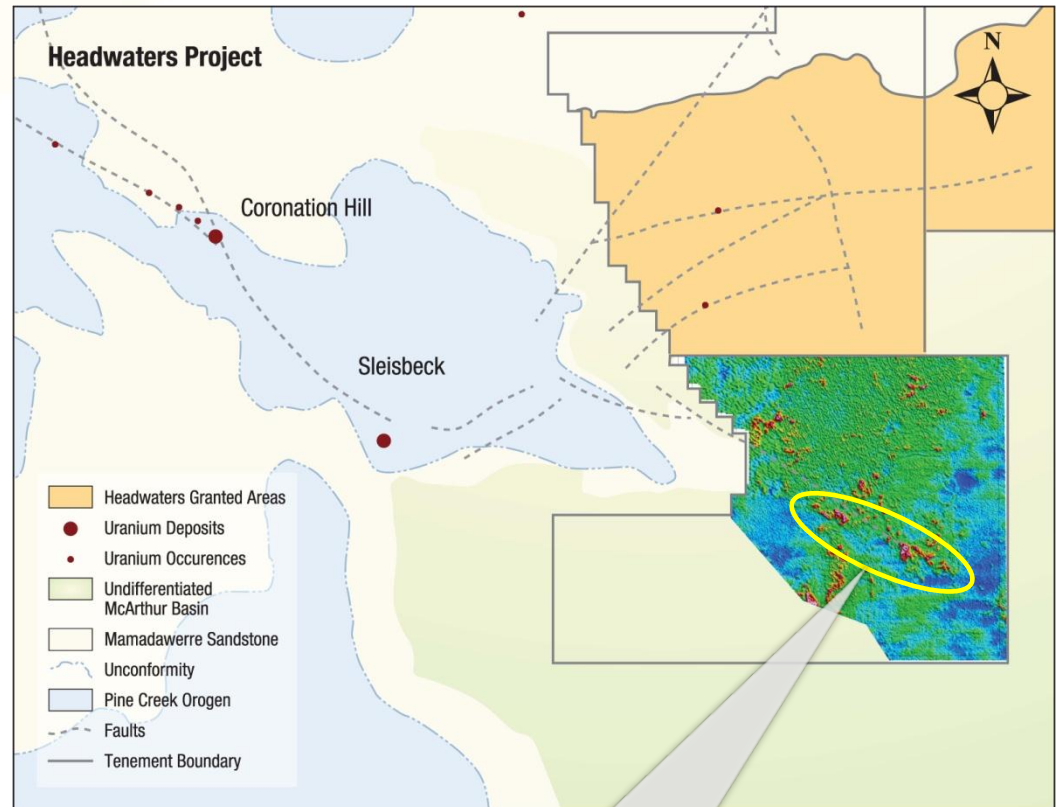 Headwaters Project
N
Coronation Hill
Sleisbeck
Headwaters Granted Areas
Uranium Deposits
Uranium Occurences
Undifferentiated
McArthur Basin
Mamadawerre Sandstone
Unconformity
Pine Creek Orogen
Faults
Tenement Boundary